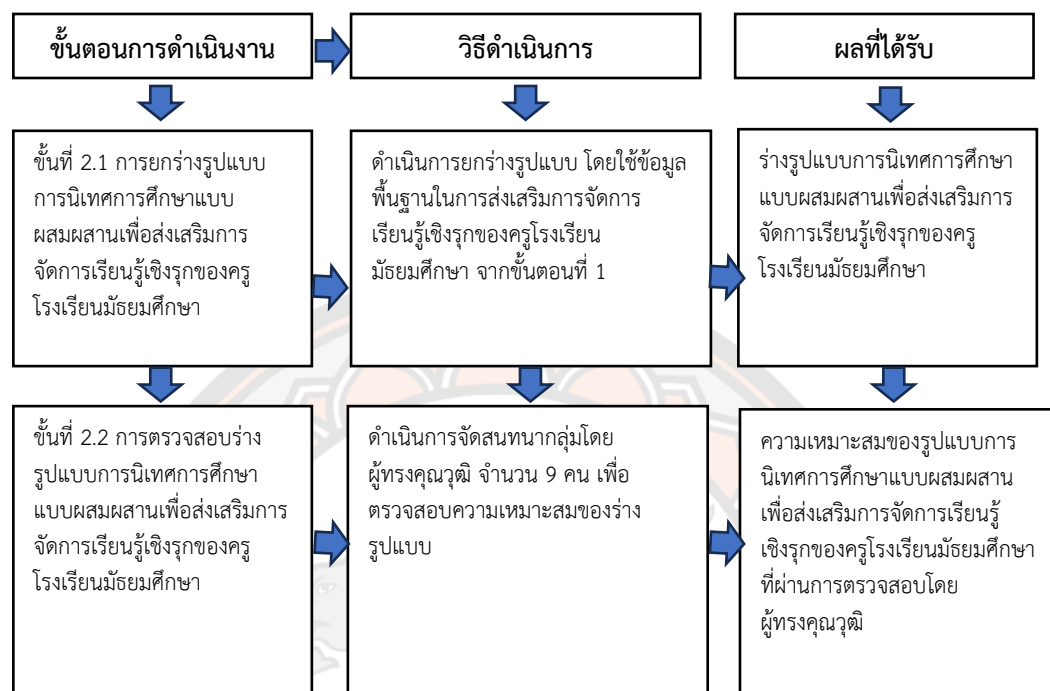 ขั้นตอนการดำเนินงาน
วิธีดำเนินการ
ผลที่ได้รับ
ขั้นที่ 2.1 การยกร่างรูปแบบ
การนิเทศการศึกษาแบบ
ผสมผสานเพื่อส่งเสริมการ
จัดการเรียนรู้เชิงรุกของครู
โรงเรียนมัธยมศึกษา
ดำเนินการยกร่างรูปแบบ โดยใช้ข้อมูล
พื้นฐานในการส่งเสริมการจัดการ
เรียนรู้เชิงรุกของครูโรงเรียน
มัธยมศึกษา จากขั้นตอนที่ 1
ร่างรูปแบบการนิเทศการศึกษา
แบบผสมผสานเพื่อส่งเสริมการ
จัดการเรียนรู้เชิงรุกของครู
โรงเรียนมัธยมศึกษา
ขั้นที่ 2.2 การตรวจสอบร่าง
รูปแบบการนิเทศการศึกษา
แบบผสมผสานเพื่อส่งเสริมการ
จัดการเรียนรู้เชิงรุกของครู
โรงเรียนมัธยมศึกษา
ดำเนินการจัดสนทนากลุ่มโดย
ผู้ทรงคุณวุฒิ จำนวน 9 คน เพื่อ
ตรวจสอบความเหมาะสมของร่าง
รูปแบบ
ความเหมาะสมของรูปแบบการ
นิเทศการศึกษาแบบผสมผสาน
เพื่อส่งเสริมการจัดการเรียนรู้
เชิงรุกของครูโรงเรียนมัธยมศึกษา
ที่ผ่านการตรวจสอบโดย
ผู้ทรงคุณวุฒิ